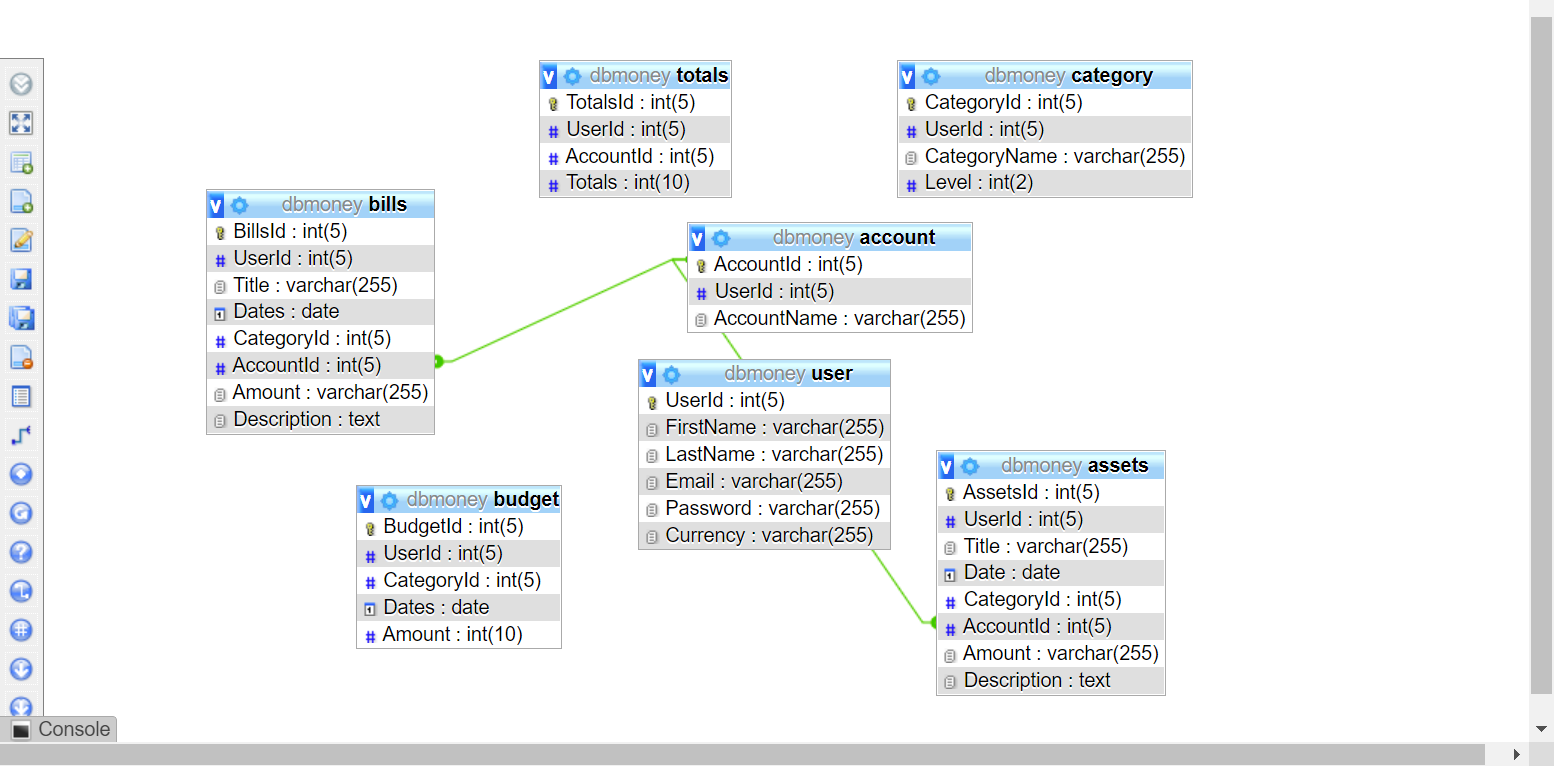 dbmoney totals
TotalsId : int(5)
UserId : int(5)
AccountId : int(5)
Totals : int(10)
dbmoney category
CategoryId : int(5)
UserId : int(5)
CategoryName : varchar(255)
Level : int(2)
dbmoney bills
BillsId : int(5)
UserId : int(5)
Title : varchar(255)
Dates : date
CategoryId : int(5)
AccountId : int(5)
Amount : varchar(255)
Description : text
dbmoney account
AccountId : int(5)
UserId : int(5)
AccountName : varchar(255)
dbmoney user
UserId : int(5)
FirstName : varchar(255)
LastName : varchar(255)
Email : varchar(255)
Password : varchar(255)
Currency : varchar(255)
dbmoney assets
AssetsId : int(5)
UserId : int(5)
Title : varchar(255)
Date : date
CategoryId : int(5)
AccountId : int(5)
Amount : varchar(255)
Description : text
dbmoney budget
BudgetId : int(5)
UserId : int(5)
CategoryId : int(5)
Dates : date
Amount : int(10)
Console